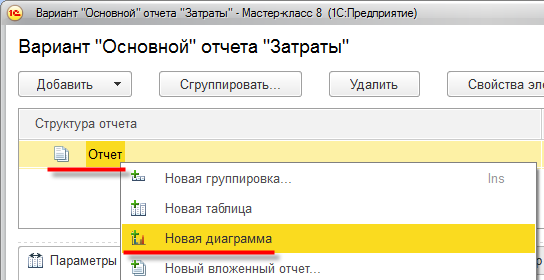 Вариант "Основной" отчета "Затраты" - Мастер-класс 8 (1С:Предприятие)
Вариант "Основной" отчета "Затраты"
Добавить Сгруппировать... Удалить Свойства эле
Структура отчета
Отчет
Новая группировка... Ins
Новая таблица
Новая диаграмма
Параметры Новый вложенный отчет...